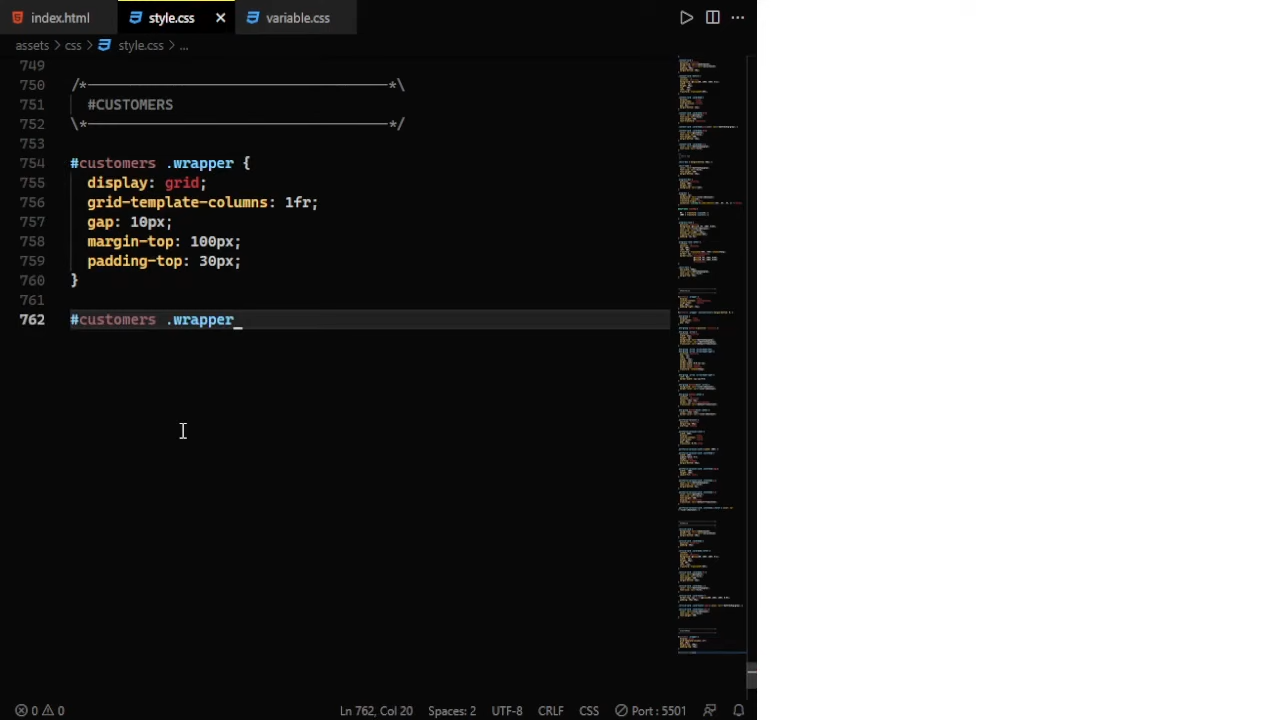 index.html style.css variable.css
assets > css > style.css > ...
749
750 /*——————————————————————————————*\
751 #CUSTOMERS
752 \*——————————————————————————————*/
753
754 #customers .wrapper {
755 display: grid;
756 grid-template-columns: 1fr;
757 gap: 10px;
758 margin-top: 100px;
759 padding-top: 30px;
760 }
761
762 #customers .wrapper
0 0 Ln 762, Col 20 Spaces: 2 UTF-8 CRLF CSS Port : 5501